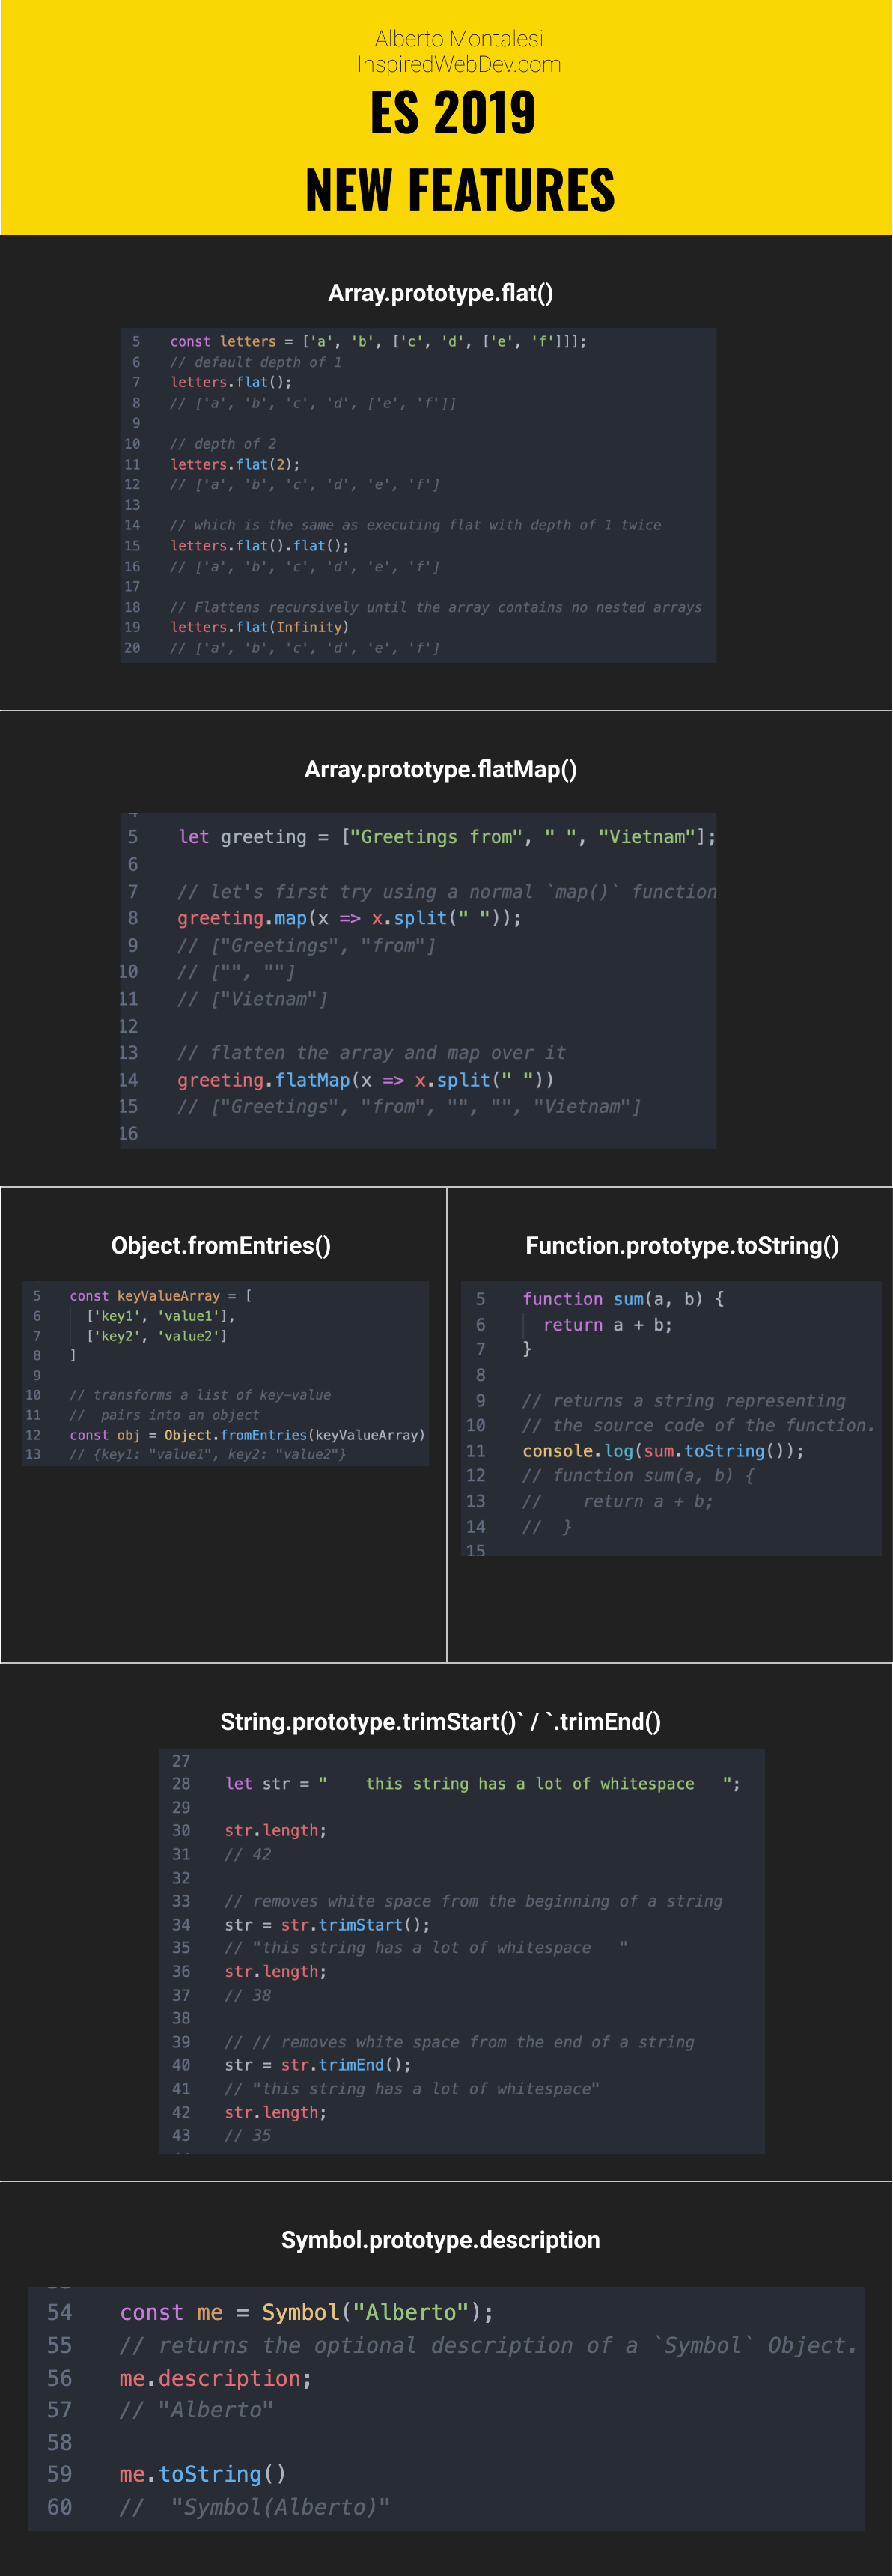 Alberto Montalesi
InspiredWebDev.com
ES 2019
NEW FEATURES
Array.prototype.flat()
5 const letters = ['a', 'b', ['c', 'd', ['e', 'f']]];
6 // default depth of 1
7 letters.flat();
8 // ['a', 'b', 'c', 'd', ['e', 'f']]
9
10 // depth of 2
11 letters.flat(2);
12 // ['a', 'b', 'c', 'd', 'e', 'f']
13
14 // which is the same as executing flat with depth of 1 twice
15 letters.flat().flat();
16 // ['a', 'b', 'c', 'd', 'e', 'f']
17
18 // Flattens recursively until the array contains no nested arrays
19 letters.flat(Infinity)
20 // ['a', 'b', 'c', 'd', 'e', 'f']
Array.prototype.flatMap()
5 let greeting = ["Greetings from", " ", "Vietnam"];
6
7 // let's first try using a normal `map()` function
8 greeting.map(x => x.split(" "));
9 // ["Greetings", "from"]
10 // ["", ""]
11 // ["Vietnam"]
12
13 // flatten the array and map over it
14 greeting.flatMap(x => x.split(" "))
15 // ["Greetings", "from", "", "", "Vietnam"]
16
Object.fromEntries()
5 const keyValueArray = [
6 ['key1', 'value1'],
7 ['key2', 'value2']
8 ]
9
10 // transforms a list of key-value
11 //  pairs into an object
12 const obj = Object.fromEntries(keyValueArray)
13 // {key1: "value1", key2: "value2"}
Function.prototype.toString()
5 function sum(a, b) {
6 return a + b;
7 }
8
9 // returns a string representing
10 // the source code of the function.
11 console.log(sum.toString());
12 // function sum(a, b) {
13 //    return a + b;
14 //  }
15
String.prototype.trimStart()` / `.trimEnd()
27
28 let str = "    this string has a lot of whitespace   ";
29
30 str.length;
31 // 42
32
33 // removes white space from the beginning of a string
34 str = str.trimStart();
35 // "this string has a lot of whitespace   "
36 str.length;
37 // 38
38
39 // // removes white space from the end of a string
40 str = str.trimEnd();
41 // "this string has a lot of whitespace"
42 str.length;
43 // 35
Symbol.prototype.description
54 const me = Symbol("Alberto");
55 // returns the optional description of a `Symbol` Object.
56 me.description;
57 // "Alberto"
58
59 me.toString()
60 //  "Symbol(Alberto)"